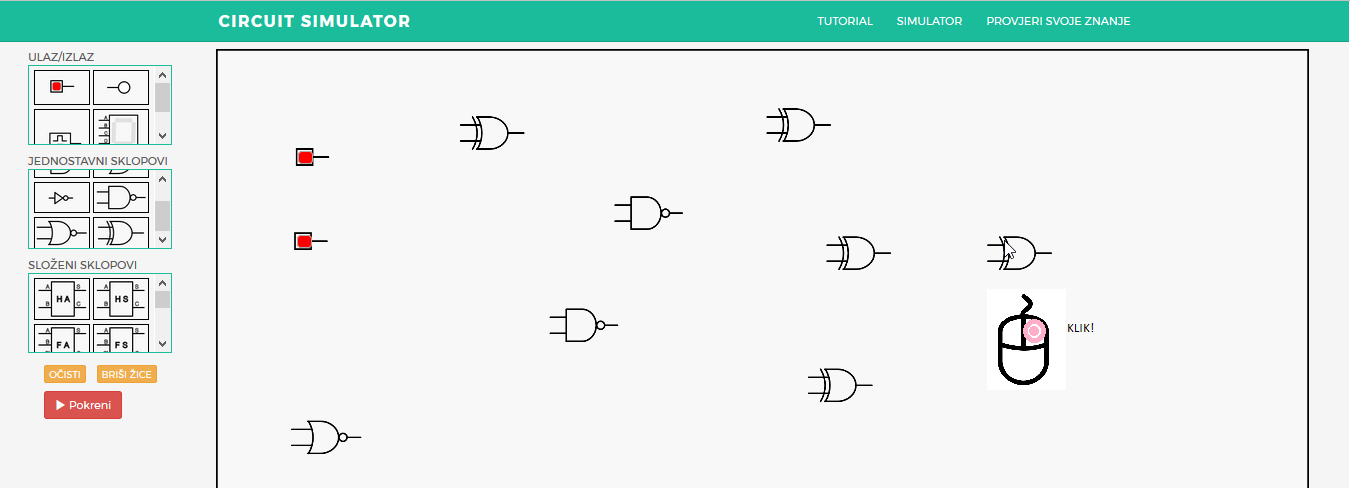 CIRCUIT SIMULATOR
TUTORIAL SIMULATOR PROVJERI SVOJE ZNANJE
ULAZ/IZLAZ
A
B
C
D
JEDNOSTAVNI SKLOPOVI
SLOŽENI SKLOPOVI
A HA S B C
A HS S B C
A FA S
A FS S
OČISTI BRIŠI ŽICE
Pokreni
KLIK!